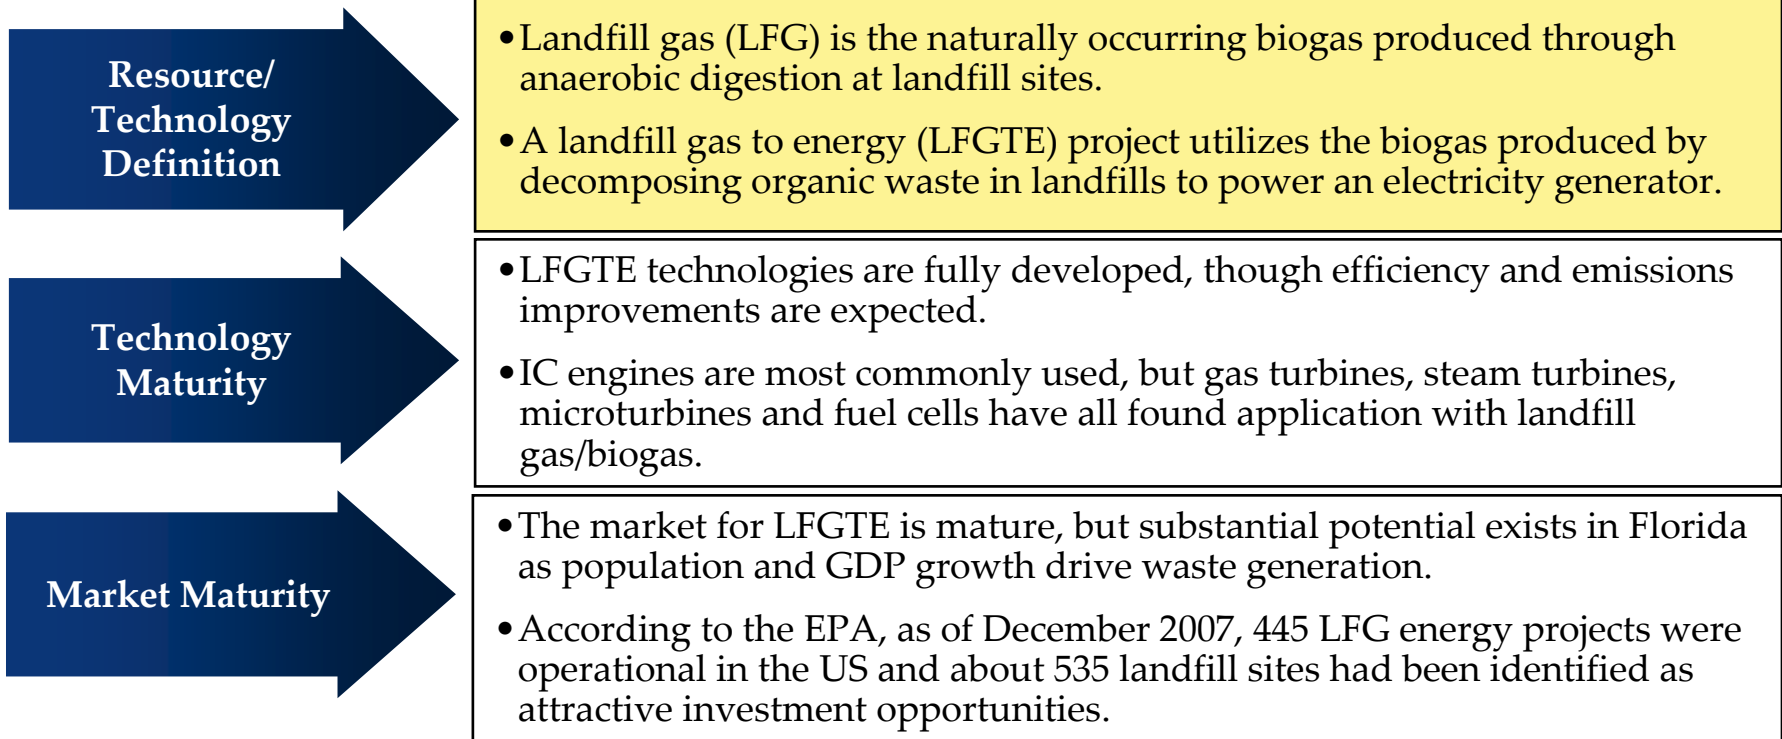 Resource/
Technology
Definition
•Landfill gas (LFG) is the naturally occurring biogas produced through
anaerobic digestion at landfill sites.
•A landfill gas to energy (LFGTE) project utilizes the biogas produced by
decomposing organic waste in landfills to power an electricity generator.
Technology
Maturity
•LFGTE technologies are fully developed, though efficiency and emissions
improvements are expected.
•IC engines are most commonly used, but gas turbines, steam turbines,
microturbines and fuel cells have all found application with landfill
gas/biogas.
Market Maturity
•The market for LFGTE is mature, but substantial potential exists in Florida
as population and GDP growth drive waste generation.
•According to the EPA, as of December 2007, 445 LFG energy projects were
operational in the US and about 535 landfill sites had been identified as
attractive investment opportunities.